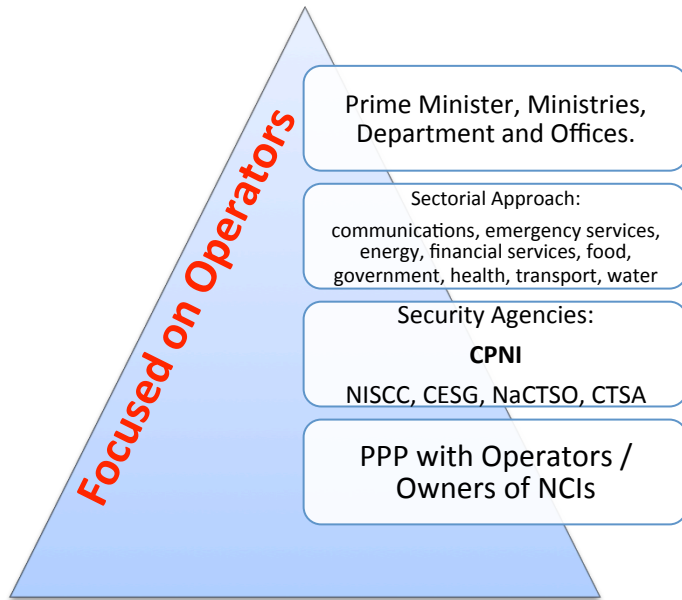 Focused on Operators
Prime Minister, Ministries,
Department and Offices.
Sectorial Approach:
communications, emergency services,
energy, financial services, food,
government, health, transport, water
Security Agencies:
CPNI
NISCC, CESG, NaCTSO, CTSA
PPP with Operators /
Owners of NCIs